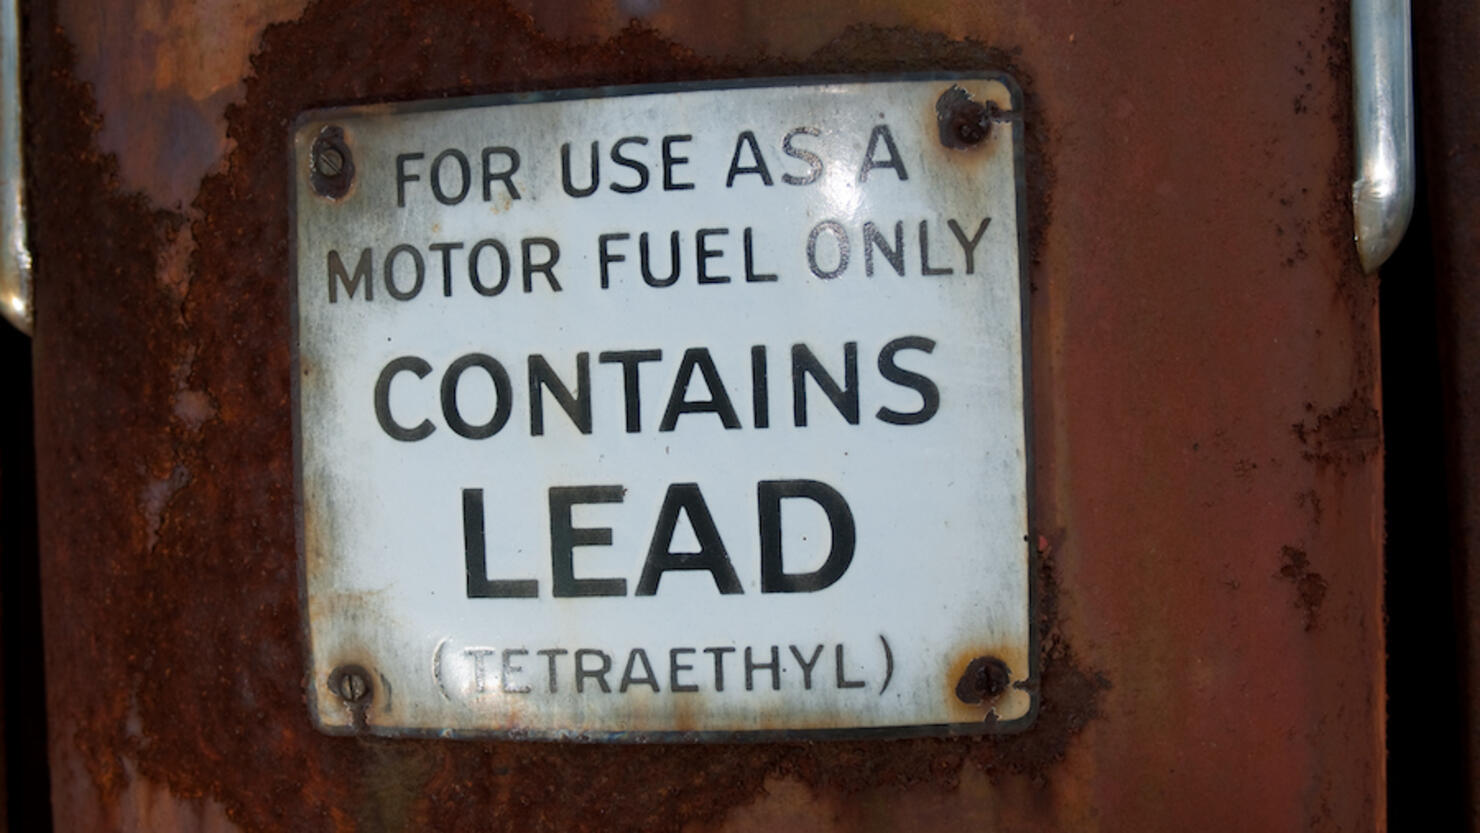 FOR USE AS A
MOTOR FUEL ONLY
CONTAINS
LEAD
(TETRAETHYL)